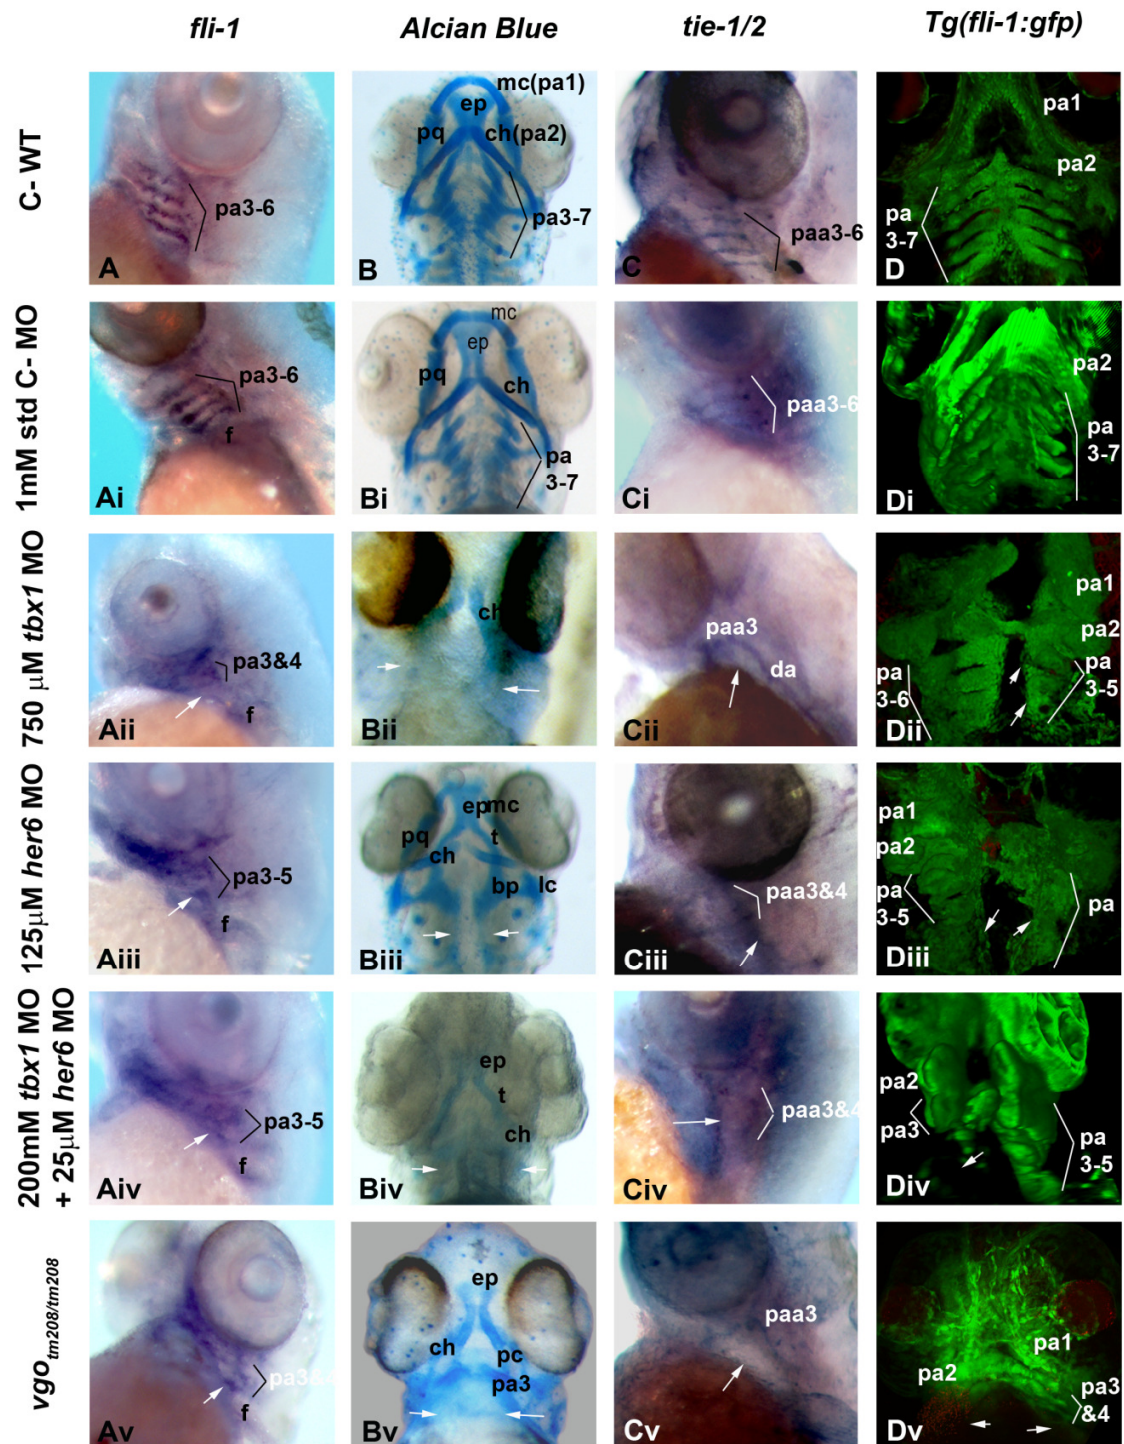 fli-1 Alcian Blue tie-1/2 Tg(fli-1:gfp)
C- WT
pa3-6
A
mc(pa1)
ep
pq ch(pa2)
pa3-7
B
paa3-6
C
pa1
pa2
pa
3-7
D
1mM std C- MO
pa3-6
f
Ai
mc
ep
pq
ch
pa
3-7
Bi
paa3-6
Ci
pa2
pa
3-7
Di
750 µM tbx1 MO
pa3&4
f
Aii
ch
Bii
paa3
da
Cii
pa1
pa2
pa
3-6
pa
3-5
Dii
125µM her6 MO
pa3-5
f
Aiii
epmc
pq t
ch
bp lc
Biii
paa3&4
Ciii
pa1
pa2
pa
3-5
pa
Diii
200mM tbx1 MO
+ 25µM her6 MO
pa3-5
f
Aiv
ep
t
ch
Biv
paa3&4
Civ
pa2
pa3
pa
3-5
Div
vgo tm208/tm208
pa3&4
f
Av
ep
ch pc
pa3
Bv
paa3
Cv
pa1
pa2
pa3
&4
Dv